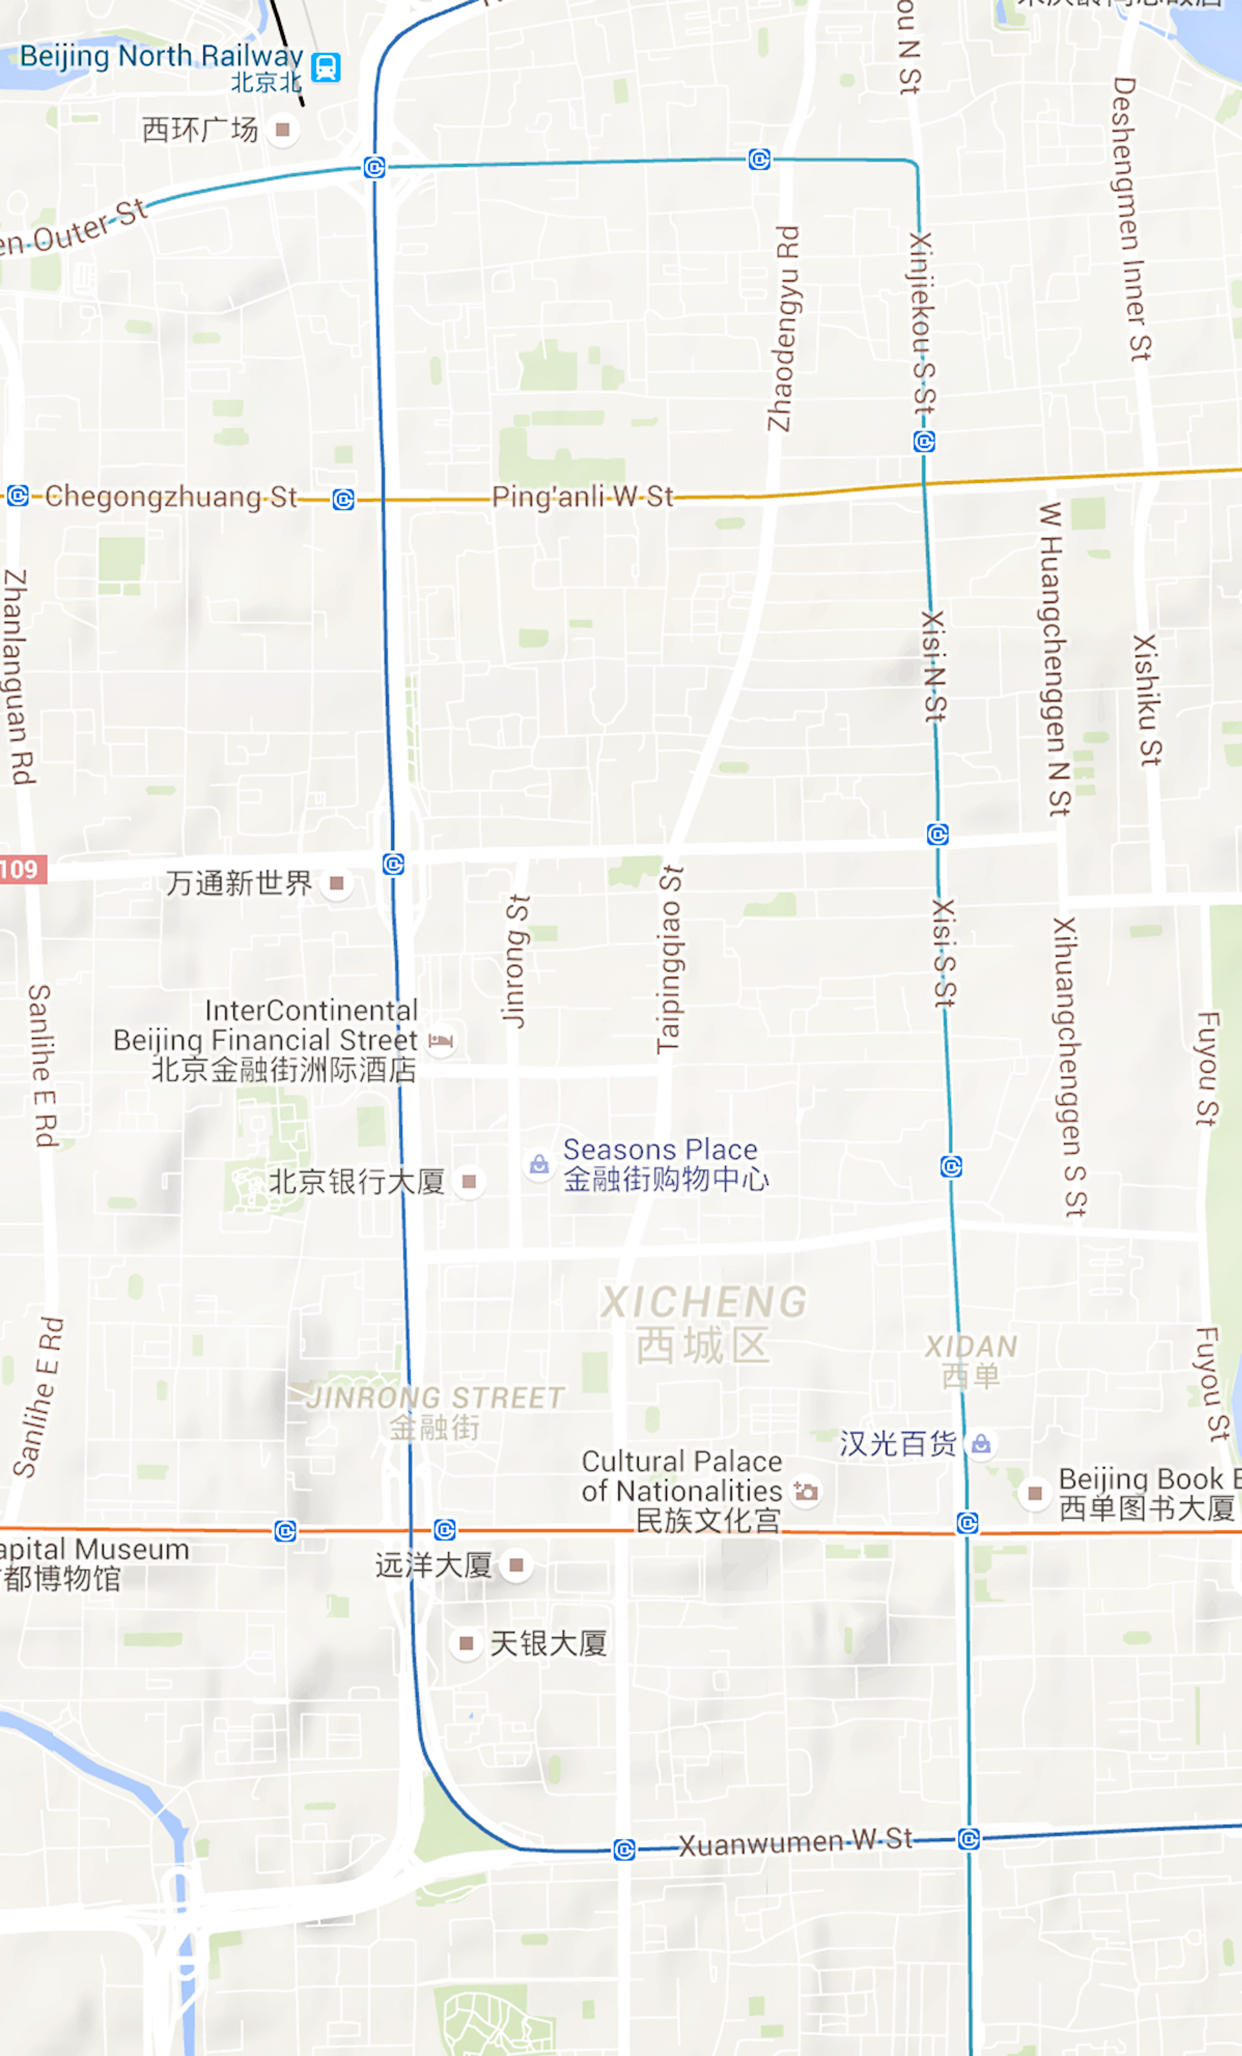 Beijing North Railway
北京北
西环广场
ou N St
Deshengmen Inner St
en Outer St
Zhaodengyu Rd
Xinjiekou S St
Chegongzhuang St
Ping'anli W St
Zhanlanguan Rd
Xisi N St
W Huangchenggen N St
Xishiku St
109
万通新世界
Jinrong St
Taipingqiao St
Xisi S St
Xihuangchenggen S St
Sanlihe E Rd
InterContinental
Beijing Financial Street
北京金融街洲际酒店
Fuyou St
Seasons Place
金融街购物中心
北京银行大厦
XICHENG
西城区
Sanlihe E Rd
XIDAN
西单
Fuyou St
JINRONG STREET
金融街
汉光百货
Cultural Palace
of Nationalities
民族文化宫
Beijing Book B
西单图书大厦
apital Museum
都博物馆
远洋大厦
天银大厦
Xuanwumen W St